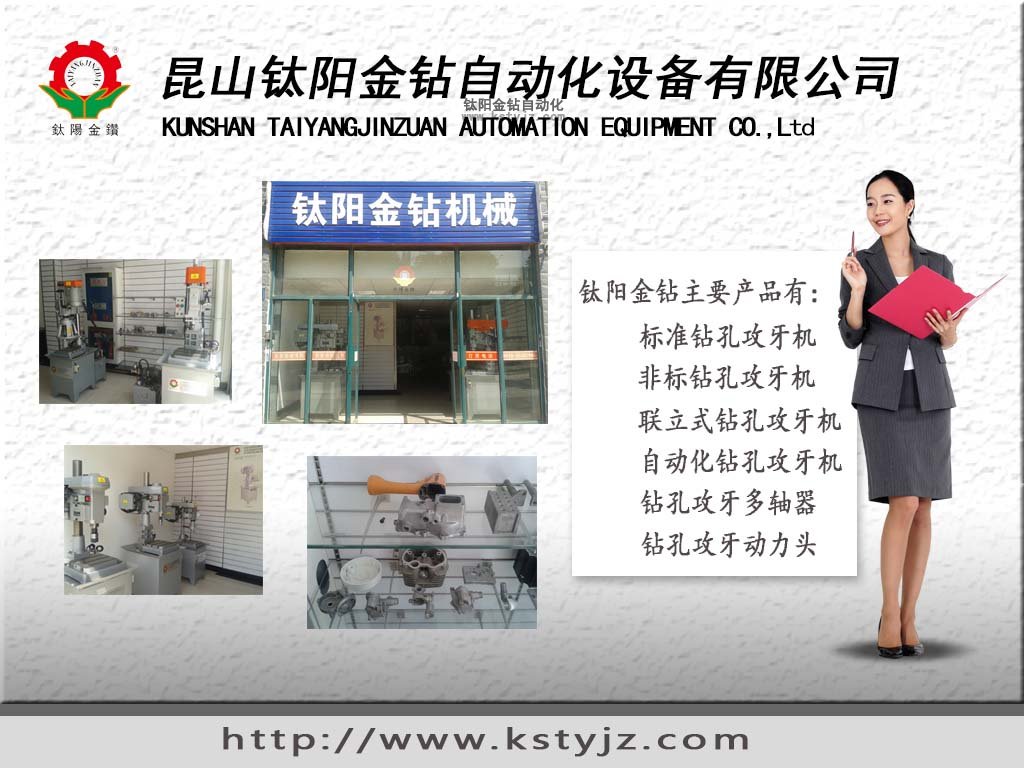 昆山钛阳金钻自动化设备有限公司
钛阳金钻自动化
www.kstyjz.com
KUNSHAN TAIYANGJINZUAN AUTOMATION EQUIPMENT CO.,Ltd
鈦陽金鑽
钛阳金钻机械
钛阳金钻主要产品有：
标准钻孔攻牙机
非标钻孔攻牙机
联立式钻孔攻牙机
自动化钻孔攻牙机
钻孔攻牙多轴器
钻孔攻牙动力头
http://www.kstyjz.com